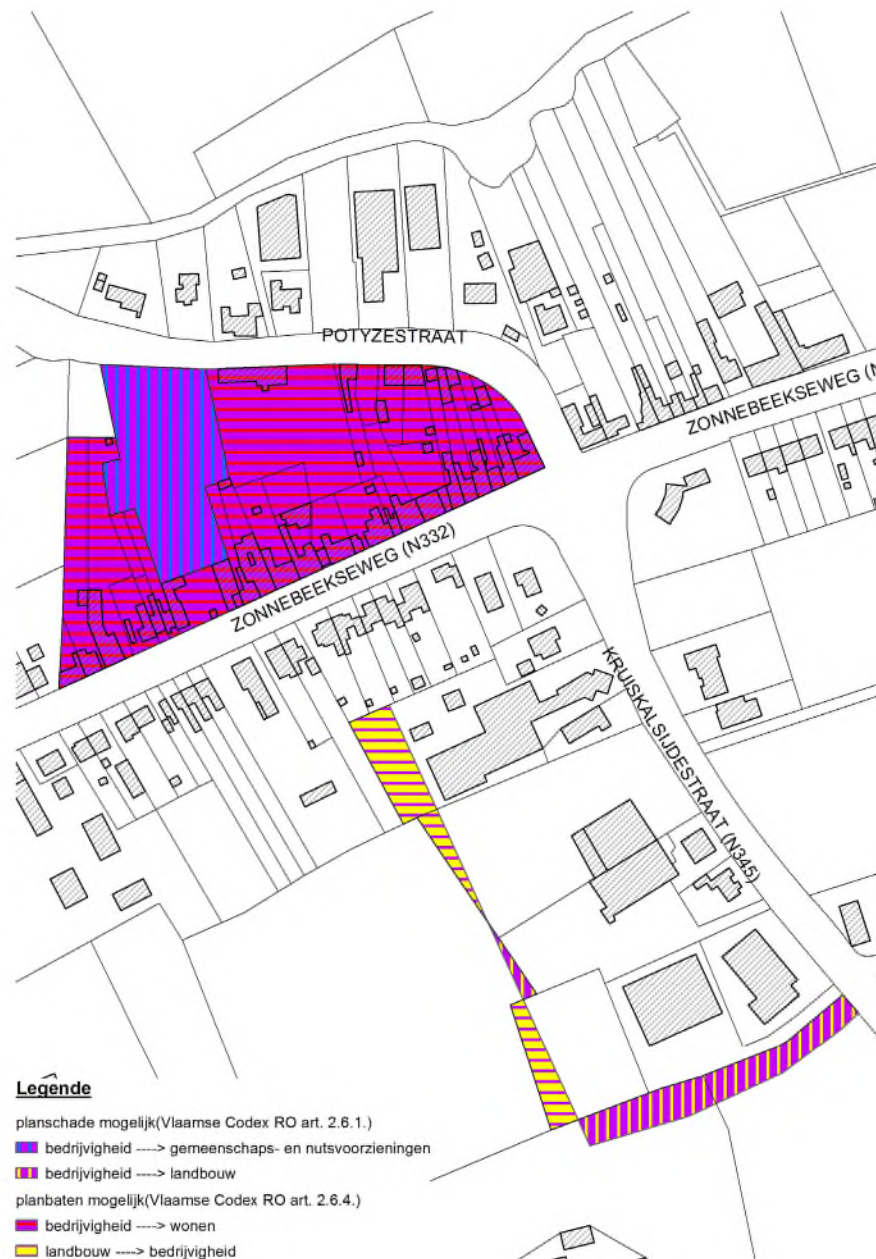 POTYZESTRAAT
ZONNEBEEKSEWEG (N
ZONNEBEEKSEWEG (N332)
KRUISKALSIJDESTRAAT (N345)
Legende
planschade mogelijk(Vlaamse Codex RO art. 2.6.1.)
bedrijvigheid ----> gemeenschaps- en nutsvoorzieningen
bedrijvigheid ----> landbouw
planbaten mogelijk(Vlaamse Codex RO art. 2.6.4.)
bedrijvigheid ----> wonen
landbouw ----> bedrijvigheid